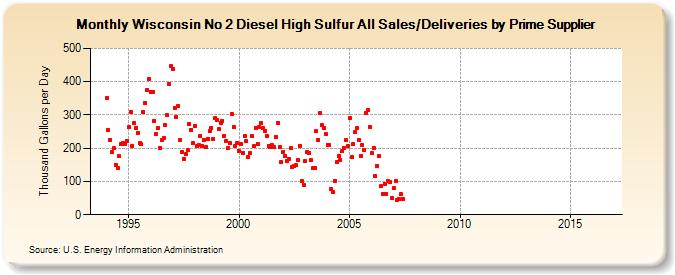 Monthly Wisconsin No 2 Diesel High Sulfur All Sales/Deliveries by Prime Supplier
Thousand Gallons per Day
500
400
300
200
100
0
1995 2000 2005 2010 2015
Source: U.S. Energy Information Administration